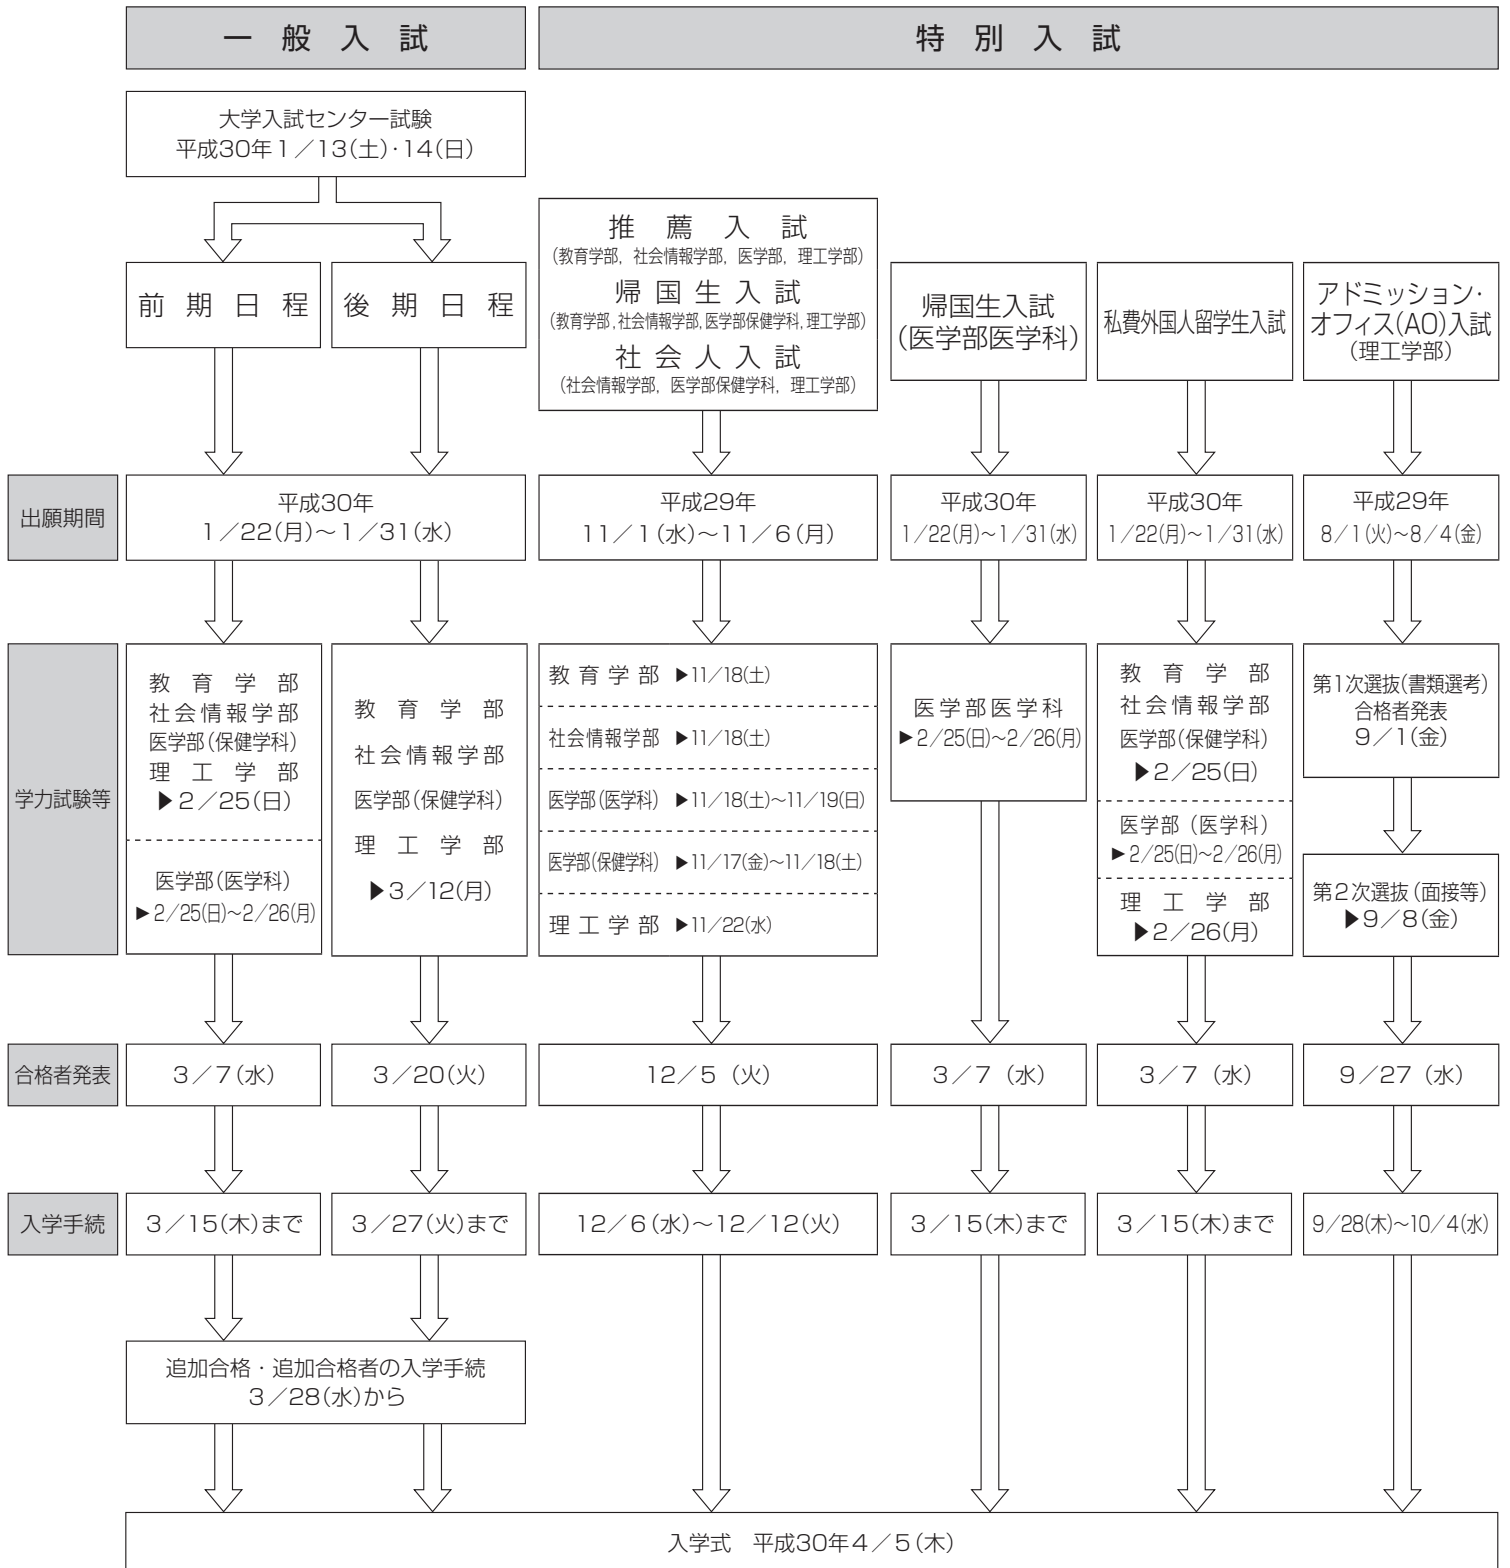 一般入試
特別入試
大学入試センター試験
平成30年1／13(土)・14(日)
前期日程
後期日程
推薦入試
(教育学部，社会情報学部，医学部，理工学部)
帰国生入試
(教育学部，社会情報学部，医学部保健学科，理工学部)
社会人入試
(社会情報学部，医学部保健学科，理工学部)
帰国生入試
(医学部医学科)
私費外国人留学生入試
アドミッション・
オフィス(AO)入試
(理工学部)
出願期間
平成30年
1／22(月)～1／31(水)
平成29年
11／1(水)～11／6(月)
平成30年
1／22(月)～1／31(水)
平成30年
1／22(月)～1／31(水)
平成29年
8／1(火)～8／4(金)
学力試験等
教育学部
社会情報学部
医学部(保健学科)
理工学部
▶2／25(日)
医学部(医学科)
▶2／25(日)～2／26(月)
教育学部
社会情報学部
医学部(保健学科)
理工学部
▶3／12(月)
教育学部 ▶11／18(土)
社会情報学部 ▶11／18(土)
医学部(医学科) ▶11／18(土)～11／19(日)
医学部(保健学科) ▶11／17(金)～11／18(土)
理工学部 ▶11／22(水)
医学部医学科
▶2／25(日)～2／26(月)
教育学部
社会情報学部
医学部(保健学科)
▶2／25(日)
医学部(医学科)
▶2／25(日)～2／26(月)
理工学部
▶2／26(月)
第1次選抜(書類選考)
合格者発表
9／1(金)
第2次選抜(面接等)
▶9／8(金)
合格者発表
3／7(水)
3／20(火)
12／5(火)
3／7(水)
3／7(水)
9／27(水)
入学手続
3／15(木)まで
3／27(火)まで
12／6(水)～12／12(火)
3／15(木)まで
3／15(木)まで
9／28(木)～10／4(水)
追加合格・追加合格者の入学手続
3／28(水)から
入学式 平成30年4／5(木)